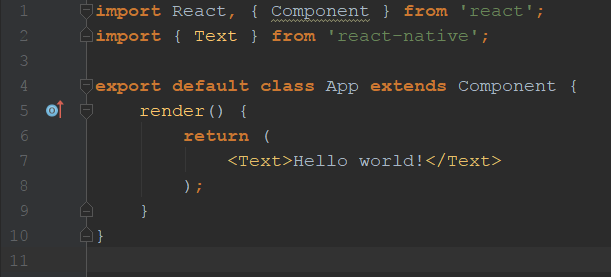 1 import React, { Component } from 'react';
2 import { Text } from 'react-native';
3
4 export default class App extends Component {
5     render() {
6         return (
7             <Text>Hello world!</Text>
8         );
9     }
10 }
11